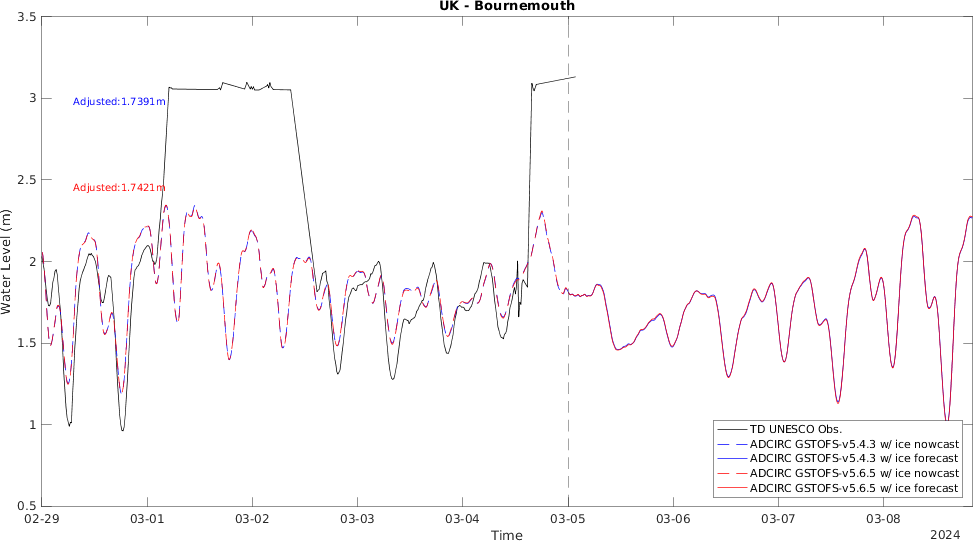 UK - Bournemouth
3.5
3
2.5
2
1.5
1
0.5
Water Level (m)
Adjusted:1.7391m
Adjusted:1.7421m
TD UNESCO Obs.
ADCIRC GSTOFS-v5.4.3 w/ ice nowcast
ADCIRC GSTOFS-v5.4.3 w/ ice forecast
ADCIRC GSTOFS-v5.6.5 w/ ice nowcast
ADCIRC GSTOFS-v5.6.5 w/ ice forecast
02-29 03-01 03-02 03-03 03-04 03-05 03-06 03-07 03-08
Time
2024